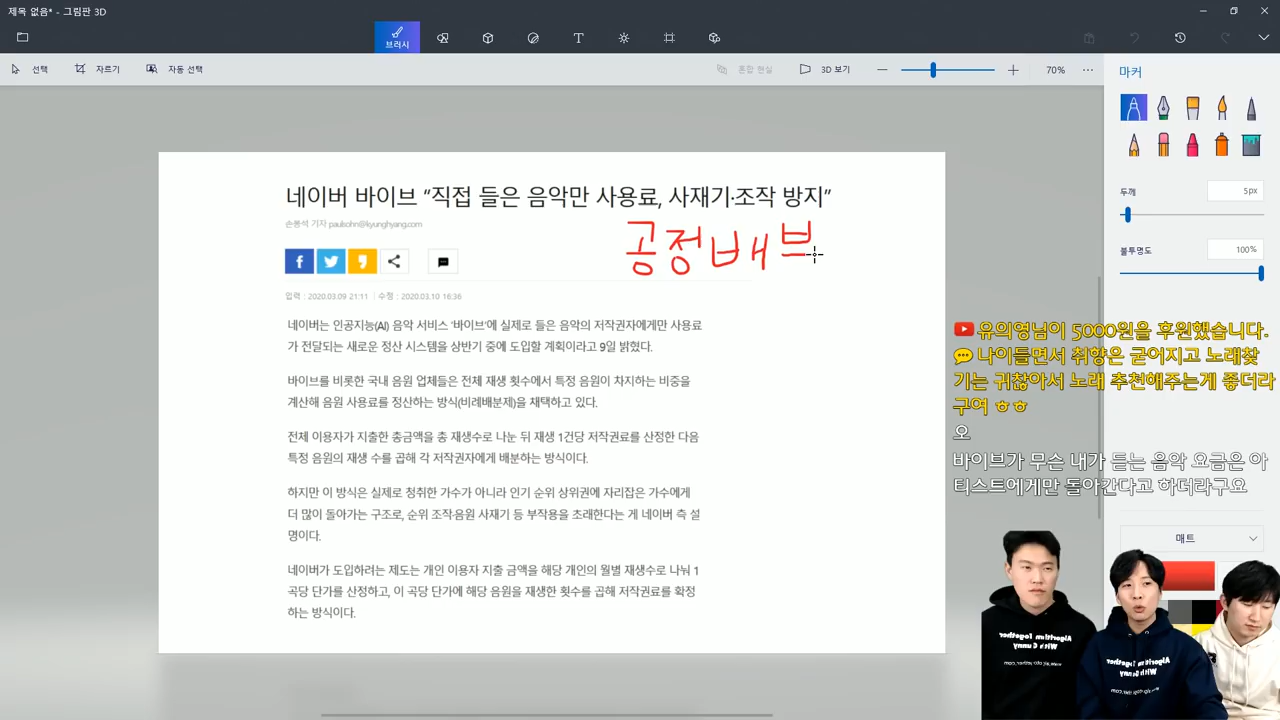 제목 없음* - 그림판 3D
브러시
선택
자르기
자동 선택
혼합 현실
3D 보기
70%
마커
두께
5px
불투명도
100%
매트
네이버 바이브 “직접 들은 음악만 사용료, 사재기·조작 방지”
손봉석 기자 paulsohn@kyunghyang.com
공정배브
입력 : 2020.03.09 21:11 | 수정 : 2020.03.10 16:36
네이버는 인공지능(AI) 음악 서비스 ‘바이브’에 실제로 들은 음악의 저작권자에게만 사용료
가 전달되는 새로운 정산 시스템을 상반기 중에 도입할 계획이라고 9일 밝혔다.
바이브를 비롯한 국내 음원 업체들은 전체 재생 횟수에서 특정 음원이 차지하는 비중을
계산해 음원 사용료를 정산하는 방식(비례배분제)을 채택하고 있다.
전체 이용자가 지출한 총금액을 총 재생수로 나눈 뒤 재생 1건당 저작권료를 산정한 다음
특정 음원의 재생 수를 곱해 각 저작권자에게 배분하는 방식이다.
하지만 이 방식은 실제로 청취한 가수가 아니라 인기 순위 상위권에 자리잡은 가수에게
더 많이 돌아가는 구조로, 순위 조작·음원 사재기 등 부작용을 초래한다는 게 네이버 측 설
명이다.
네이버가 도입하려는 제도는 개인 이용자 지출 금액을 해당 개인의 월별 재생수로 나눠 1
곡당 단가를 산정하고, 이 곡당 단가에 해당 음원을 재생한 횟수를 곱해 저작권료를 확정
하는 방식이다.
유의영님이 5000원을 후원했습니다.
나이들면서 취향은 굳어지고 노래찾
기는 귀찮아서 노래 추천해주는게 좋더라
구여 ㅎㅎ
오
바이브가 무슨 내가 듣는 음악 요금은 아
티스트에게만 돌아간다고 하더라구요
Algorithm Together
With Gunny
Algorithm Together
With Gunny